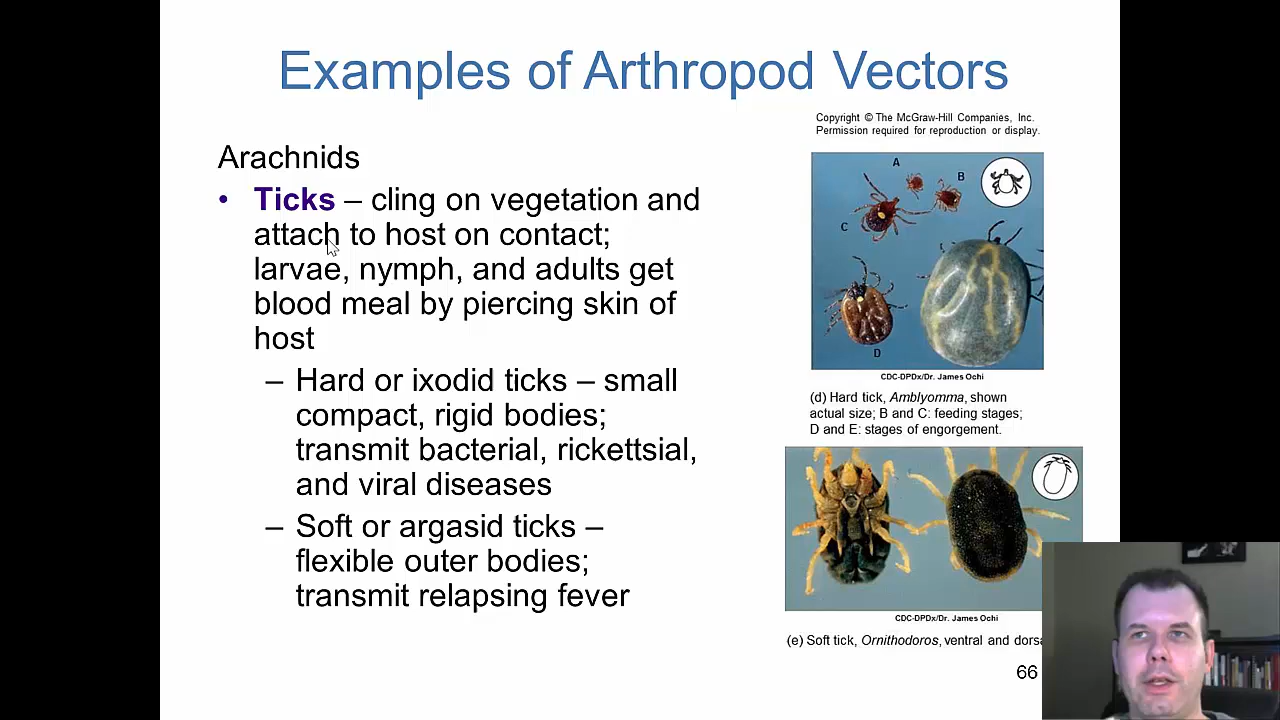 Examples of Arthropod Vectors
Arachnids
• Ticks – cling on vegetation and
attach to host on contact;
larvae, nymph, and adults get
blood meal by piercing skin of
host
– Hard or ixodid ticks – small
compact, rigid bodies;
transmit bacterial, rickettsial,
and viral diseases
– Soft or argasid ticks –
flexible outer bodies;
transmit relapsing fever
Copyright © The McGraw-Hill Companies, Inc.
Permission required for reproduction or display.
A
B
C
D
CDC-DPDx/Dr. James Ochi
(d) Hard tick, Amblyomma, shown
actual size; B and C: feeding stages;
D and E: stages of engorgement.
CDC-DPDx/Dr. James Ochi
(e) Soft tick, Ornithodoros, ventral and
66